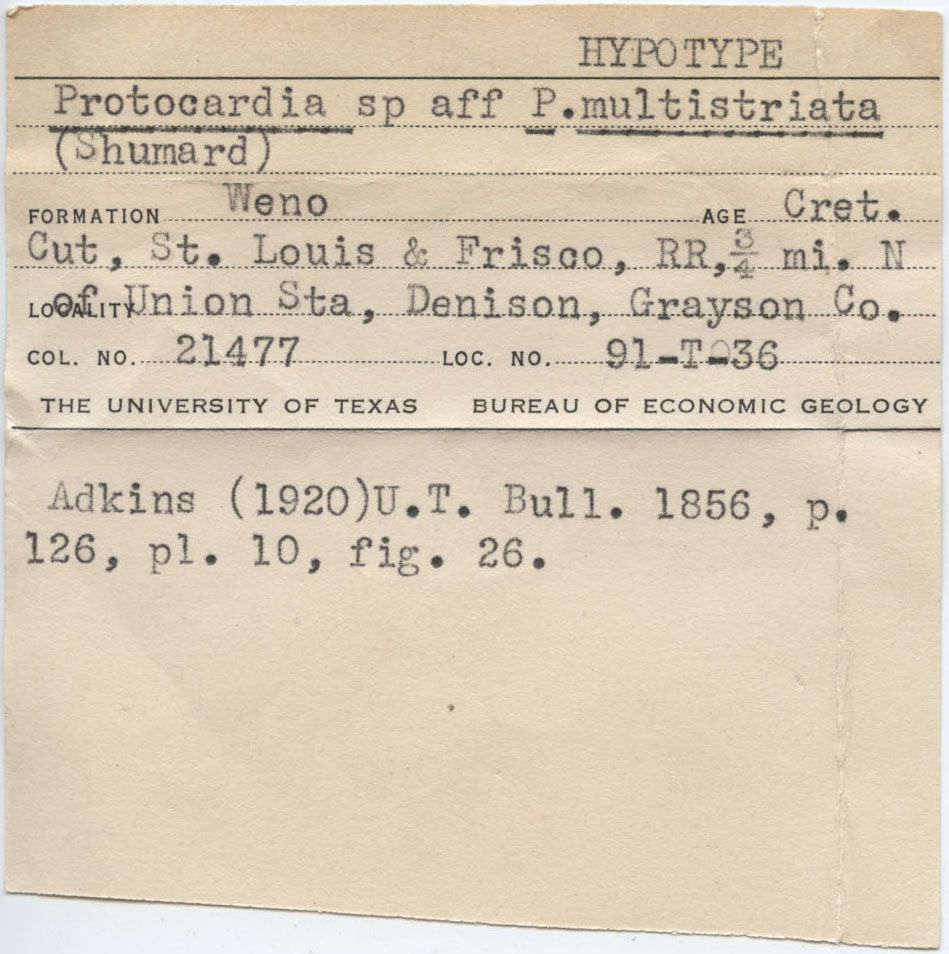 HYPOTYPE
Protocardia sp aff P.multistriata
(Shumard)
FORMATION Weno AGE Cret.
Cut, St. Louis & Frisco, RR, 3/4 mi. N
LOCALITY of Union Sta, Denison, Grayson Co.
COL. NO. 21477 LOC. NO. 91-T-36
THE UNIVERSITY OF TEXAS BUREAU OF ECONOMIC GEOLOGY
Adkins (1920)U.T. Bull. 1856, p.
126, pl. 10, fig. 26.